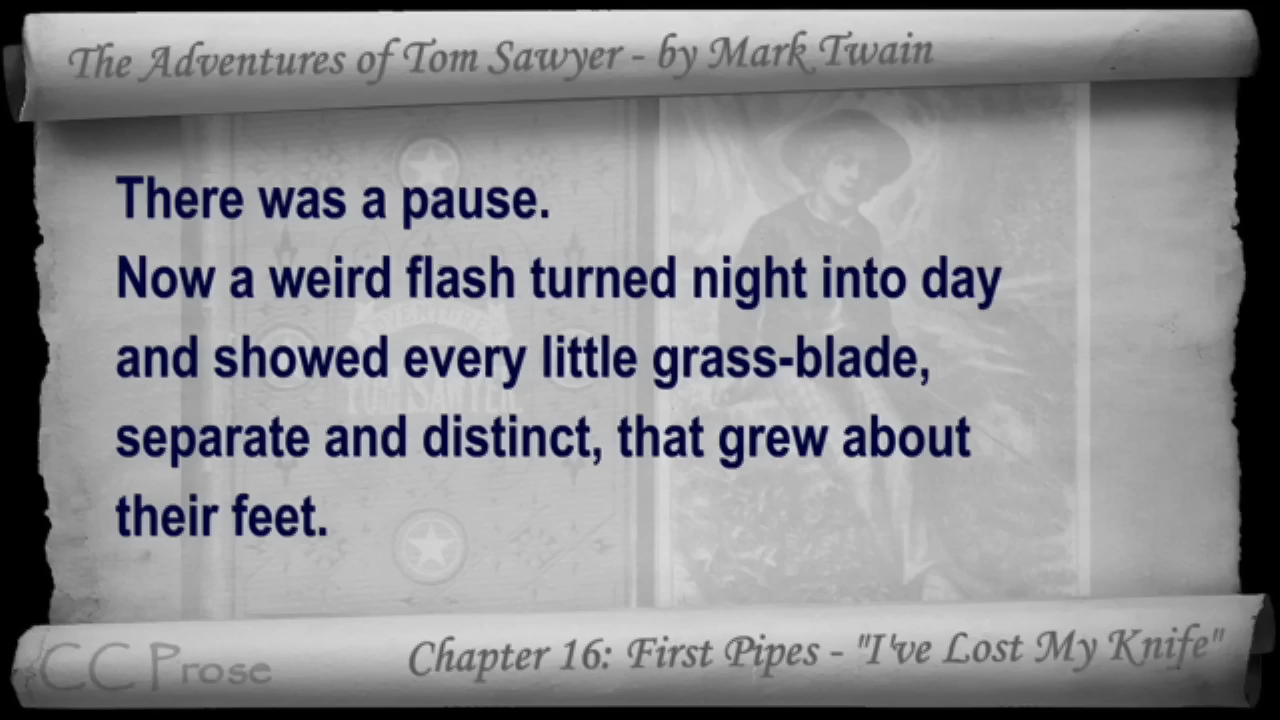 The Adventures of Tom Sawyer - by Mark Twain
There was a pause.
Now a weird flash turned night into day
and showed every little grass-blade,
separate and distinct, that grew about
their feet.
CC Prose
Chapter 16: First Pipes - "I've Lost My Knife"